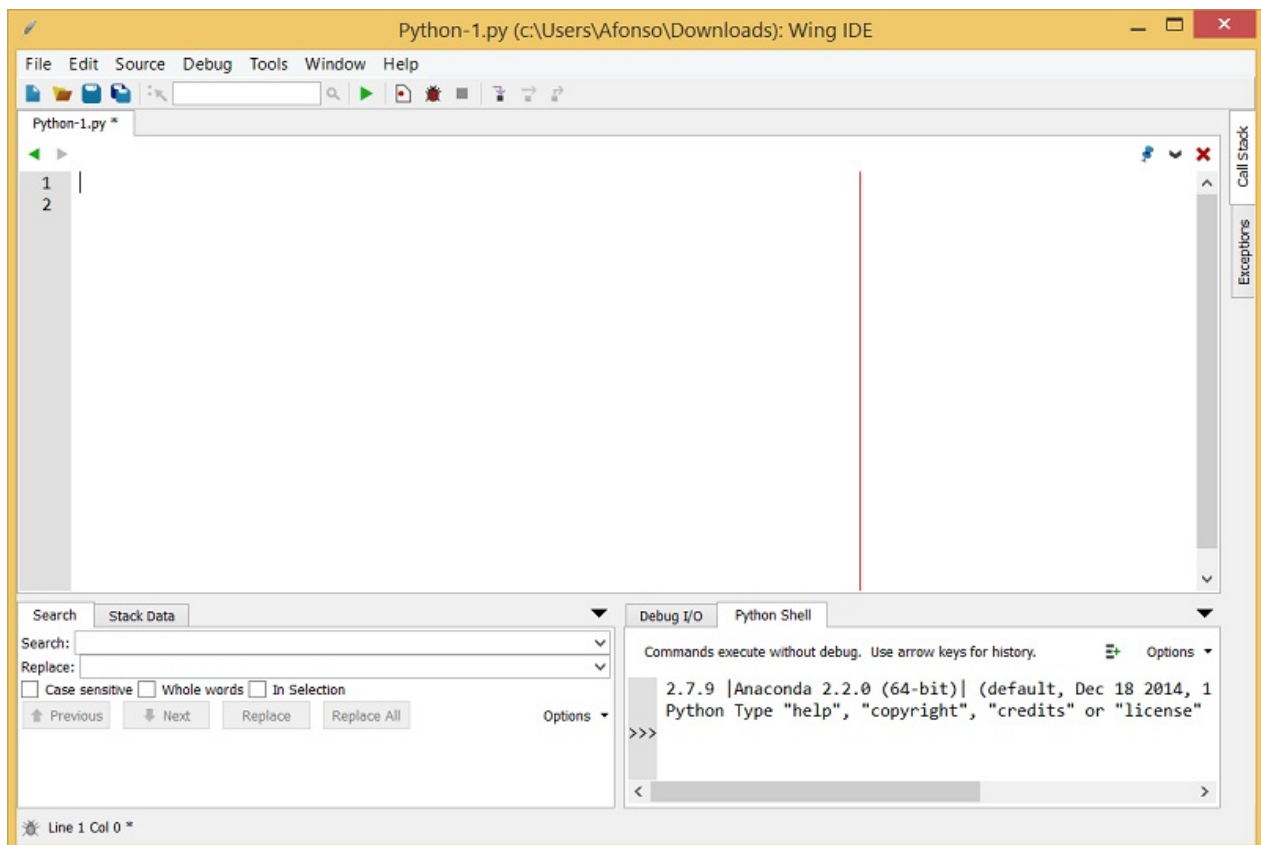 Python-1.py (c:\Users\Afonso\Downloads): Wing IDE
File Edit Source Debug Tools Window Help
Python-1.py *
1
2
Call Stack
Exceptions
Search Stack Data
Search:
Replace:
Case sensitive Whole words In Selection
Previous Next Replace Replace All Options
Debug I/O Python Shell
Commands execute without debug. Use arrow keys for history. Options
2.7.9 |Anaconda 2.2.0 (64-bit)| (default, Dec 18 2014, 1
Python Type "help", "copyright", "credits" or "license"
>>>
Line 1 Col 0 *